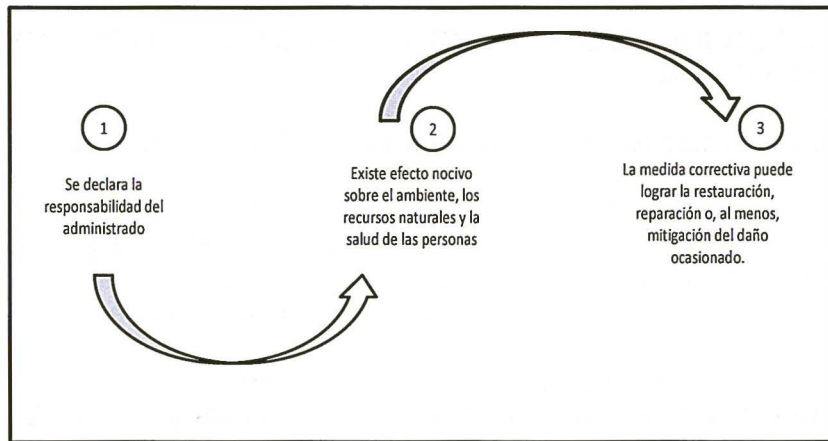 1
Se declara la
responsabilidad del
administrado
2
Existe efecto nocivo
sobre el ambiente, los
recursos naturales y la
salud de las personas
3
La medida correctiva puede
lograr la restauración,
reparación o, al menos,
mitigación del daño
ocasionado.